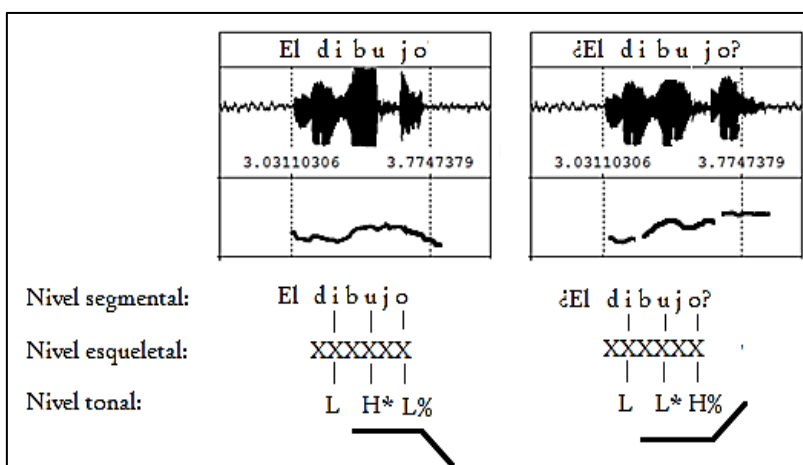 El dibujo ¿El dibujo?
3.03110306 3.7747379 3.03110306 3.7747379
Nivel segmental: El dibujo ¿El dibujo?
Nivel esqueletal: XXXXXX XXXXXX
Nivel tonal: L H* L% L L* H%